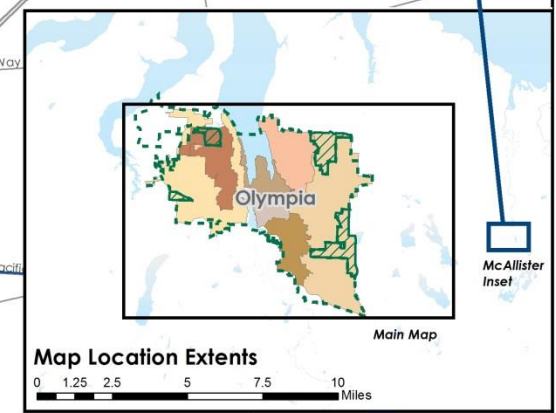 Way
Olympia
McAllister
Inset
Pacifi
Main Map
Map Location Extents
0 1.25 2.5 5 7.5 10
Miles